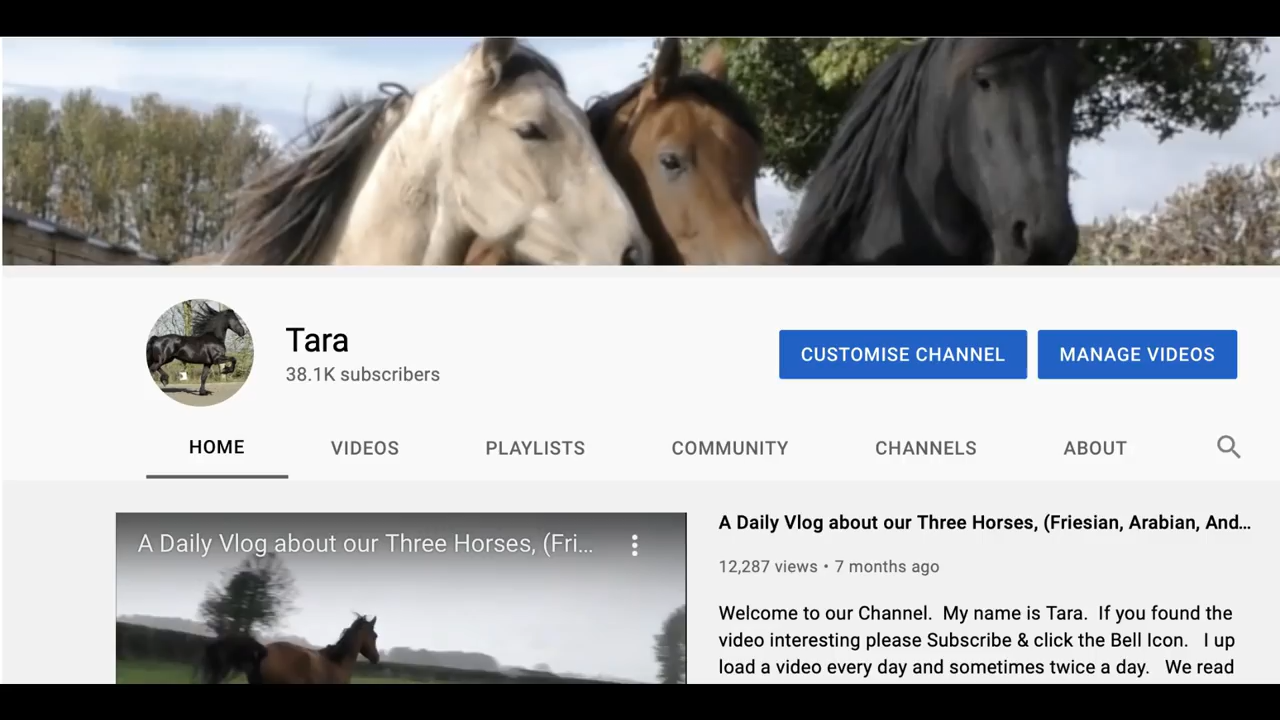 Tara
38.1K subscribers
CUSTOMISE CHANNEL
MANAGE VIDEOS
HOME
VIDEOS
PLAYLISTS
COMMUNITY
CHANNELS
ABOUT
A Daily Vlog about our Three Horses, (Fri...
A Daily Vlog about our Three Horses, (Friesian, Arabian, And...
12,287 views • 7 months ago
Welcome to our Channel.  My name is Tara.  If you found the
video interesting please Subscribe & click the Bell Icon.   I up
load a video every day and sometimes twice a day.   We read